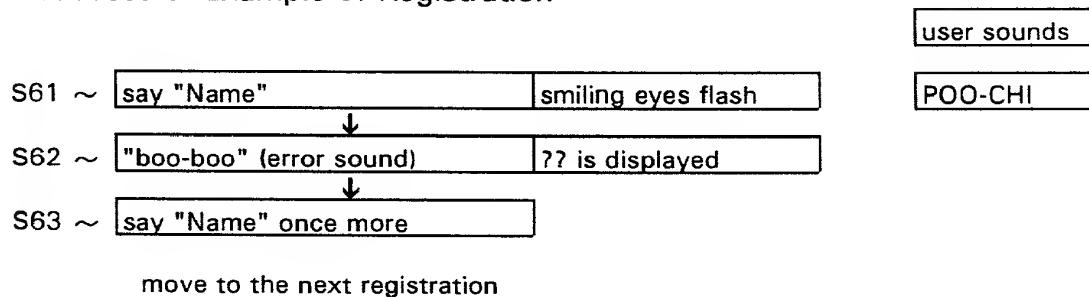 user sounds
S61 ~ say "Name" smiling eyes flash POO-CHI
S62 ~ "boo-boo" (error sound) ?? is displayed
S63 ~ say "Name" once more
move to the next registration